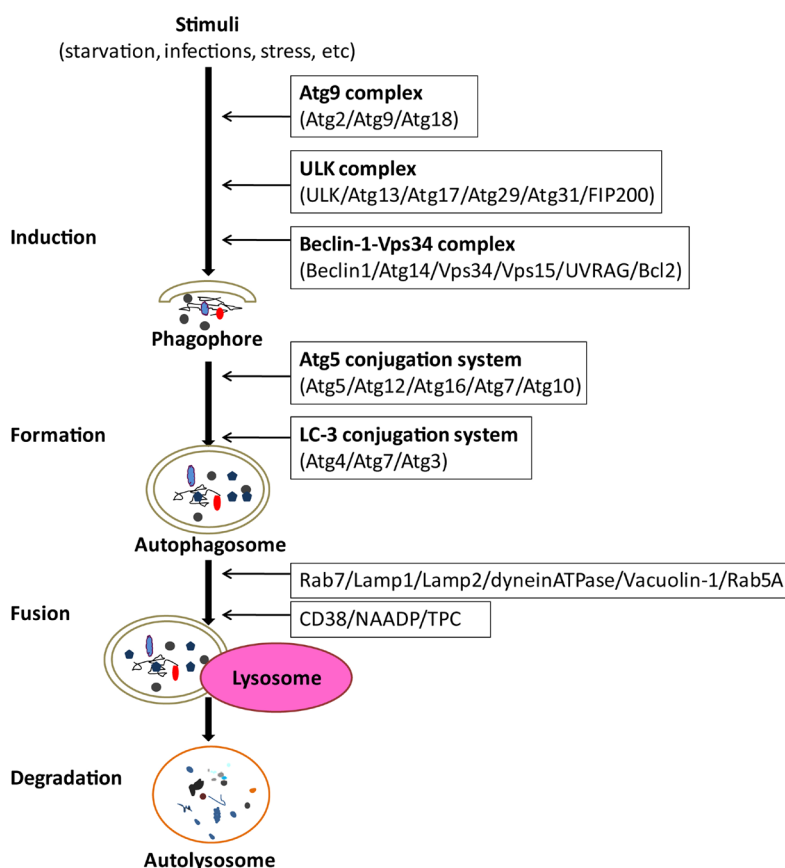 Stimuli
(starvation, infections, stress, etc)
Atg9 complex
(Atg2/Atg9/Atg18)
ULK complex
(ULK/Atg13/Atg17/Atg29/Atg31/FIP200)
Induction
Beclin-1-Vps34 complex
(Beclin1/Atg14/Vps34/Vps15/UVRAG/Bcl2)
Phagophore
Atg5 conjugation system
(Atg5/Atg12/Atg16/Atg7/Atg10)
Formation
LC-3 conjugation system
(Atg4/Atg7/Atg3)
Autophagosome
Rab7/Lamp1/Lamp2/dyneinATPase/Vacuolin-1/Rab5A
Fusion
CD38/NAADP/TPC
Lysosome
Degradation
Autolysosome